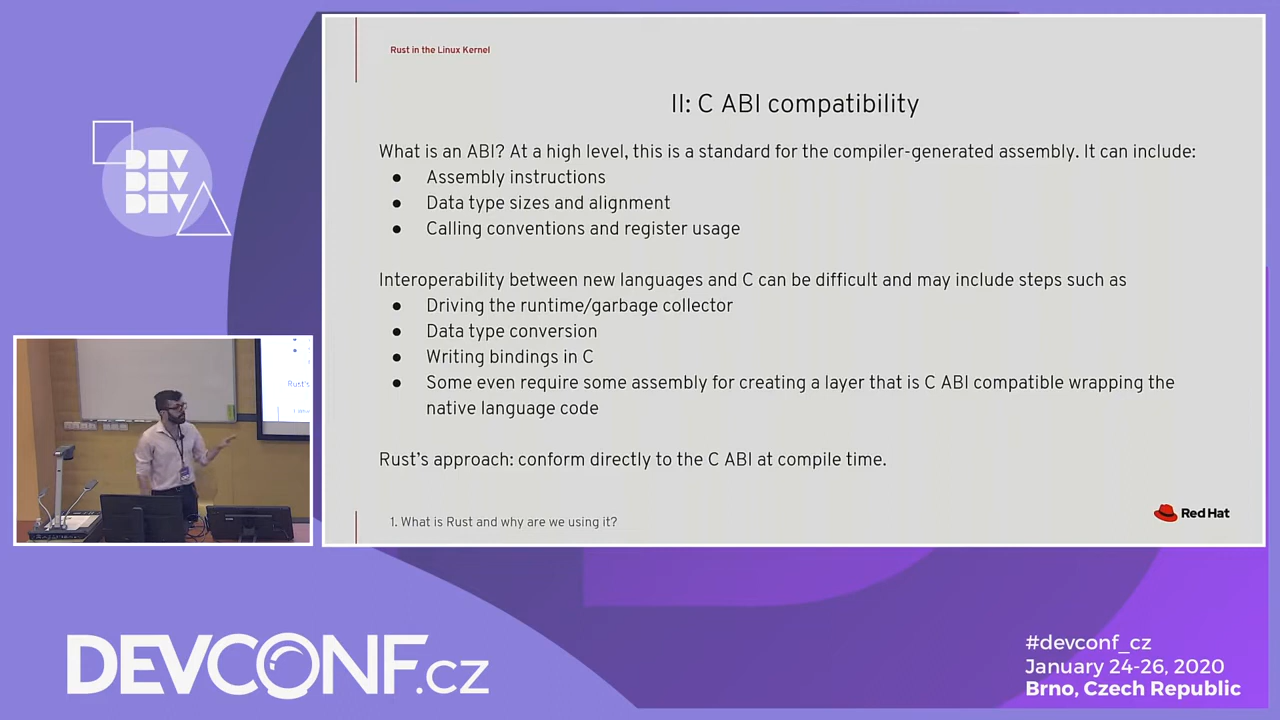 Rust in the Linux Kernel
II: C ABI compatibility
What is an ABI? At a high level, this is a standard for the compiler-generated assembly. It can include:
● Assembly instructions
● Data type sizes and alignment
● Calling conventions and register usage
Interoperability between new languages and C can be difficult and may include steps such as
● Driving the runtime/garbage collector
● Data type conversion
● Writing bindings in C
● Some even require some assembly for creating a layer that is C ABI compatible wrapping the
native language code
Rust's approach: conform directly to the C ABI at compile time.
1. What is Rust and why are we using it?
Red Hat
DEV
DEV
DEV
Rust's
DEVCONF.cz
#devconf_cz
January 24-26, 2020
Brno, Czech Republic